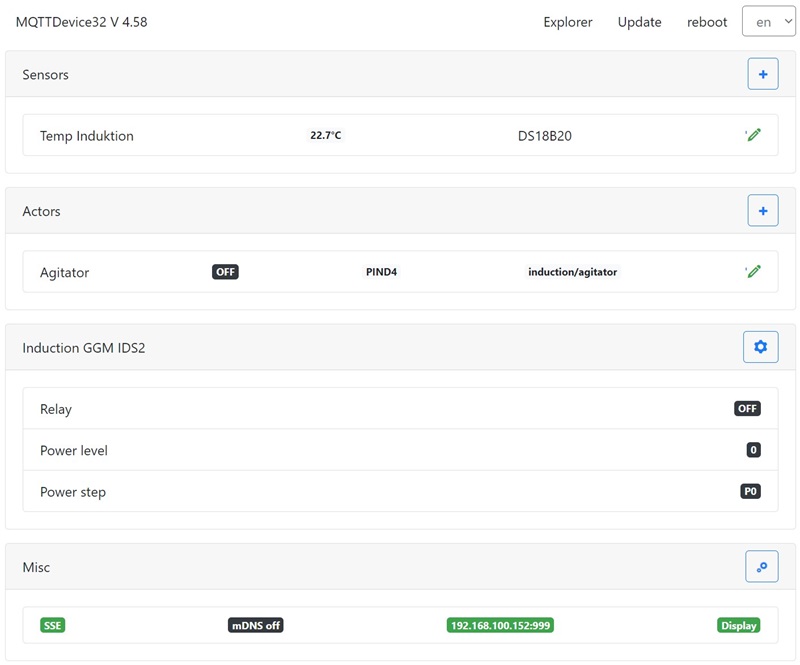 MQTTDevice32 V 4.58 Explorer Update reboot en
Sensors +
Temp Induktion 22.7°C DS18B20
Actors +
Agitator OFF PIND4 induction/agitator
Induction GGM IDS2
Relay OFF
Power level 0
Power step P0
Misc
SSE mDNS off 192.168.100.152:999 Display